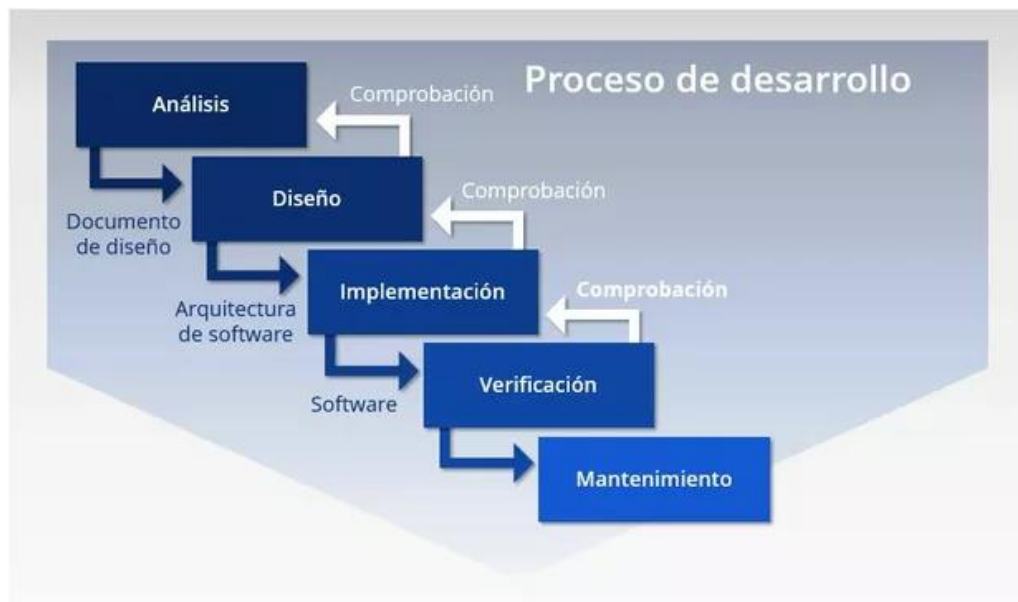 Proceso de desarrollo
Análisis
Comprobación
Diseño
Comprobación
Documento
de diseño
Implementación
Comprobación
Arquitectura
de software
Verificación
Software
Mantenimiento